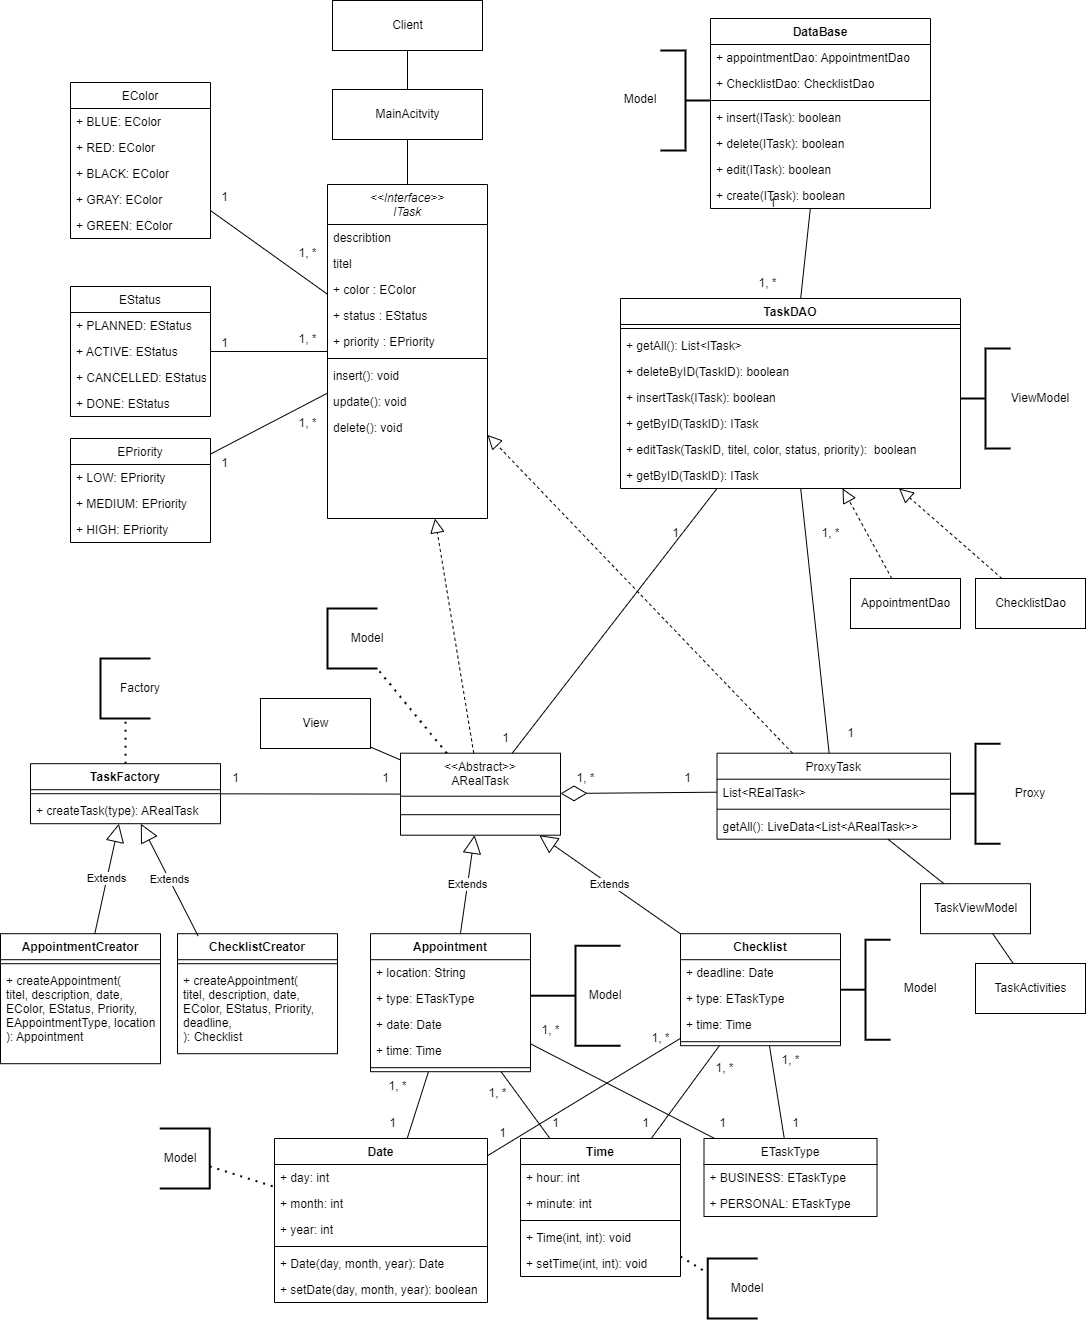 Client
MainAcitvity
DataBase
+ appointmentDao: AppointmentDao
+ ChecklistDao: ChecklistDao
+ insert(ITask): boolean
+ delete(ITask): boolean
+ edit(ITask): boolean
+ create(ITask): boolean
1
1, *
Model
EColor
+ BLUE: EColor
+ RED: EColor
+ BLACK: EColor
+ GRAY: EColor
+ GREEN: EColor
1
1, *
EStatus
+ PLANNED: EStatus
+ ACTIVE: EStatus
+ CANCELLED: EStatus
+ DONE: EStatus
1
1, *
EPriority
+ LOW: EPriority
+ MEDIUM: EPriority
+ HIGH: EPriority
1
1, *
<<Interface>>
ITask
describtion
titel
+ color : EColor
+ status : EStatus
+ priority : EPriority
insert(): void
update(): void
delete(): void
TaskDAO
+ getAll(): List<ITask>
+ deleteByID(TaskID): boolean
+ insertTask(ITask): boolean
+ getByID(TaskID): ITask
+ editTask(TaskID, titel, color, status, priority): boolean
+ getByID(TaskID): ITask
ViewModel
1
1, *
AppointmentDao
ChecklistDao
Model
Factory
View
1
1
TaskFactory
+ createTask(type): ARealTask
1
1
<<Abstract>>
ARealTask
1, *
1
ProxyTask
List<REalTask>
getAll(): LiveData<List<ARealTask>>
Proxy
Extends
Extends
Extends
Extends
TaskViewModel
TaskActivities
AppointmentCreator
+ createAppointment(
titel, description, date,
EColor, EStatus, Priority,
EAppointmentType, location
): Appointment
ChecklistCreator
+ createAppointment(
titel, description, date,
EColor, EStatus, Priority,
deadline,
): Checklist
Appointment
+ location: String
+ type: ETaskType
+ date: Date
+ time: Time
Model
Checklist
+ deadline: Date
+ type: ETaskType
+ time: Time
Model
1, *
1, *
1, *
1, *
1, *
1, *
1
1
1
1
1
1
Model
Date
+ day: int
+ month: int
+ year: int
+ Date(day, month, year): Date
+ setDate(day, month, year): boolean
Time
+ hour: int
+ minute: int
+ Time(int, int): void
+ setTime(int, int): void
ETaskType
+ BUSINESS: ETaskType
+ PERSONAL: ETaskType
Model